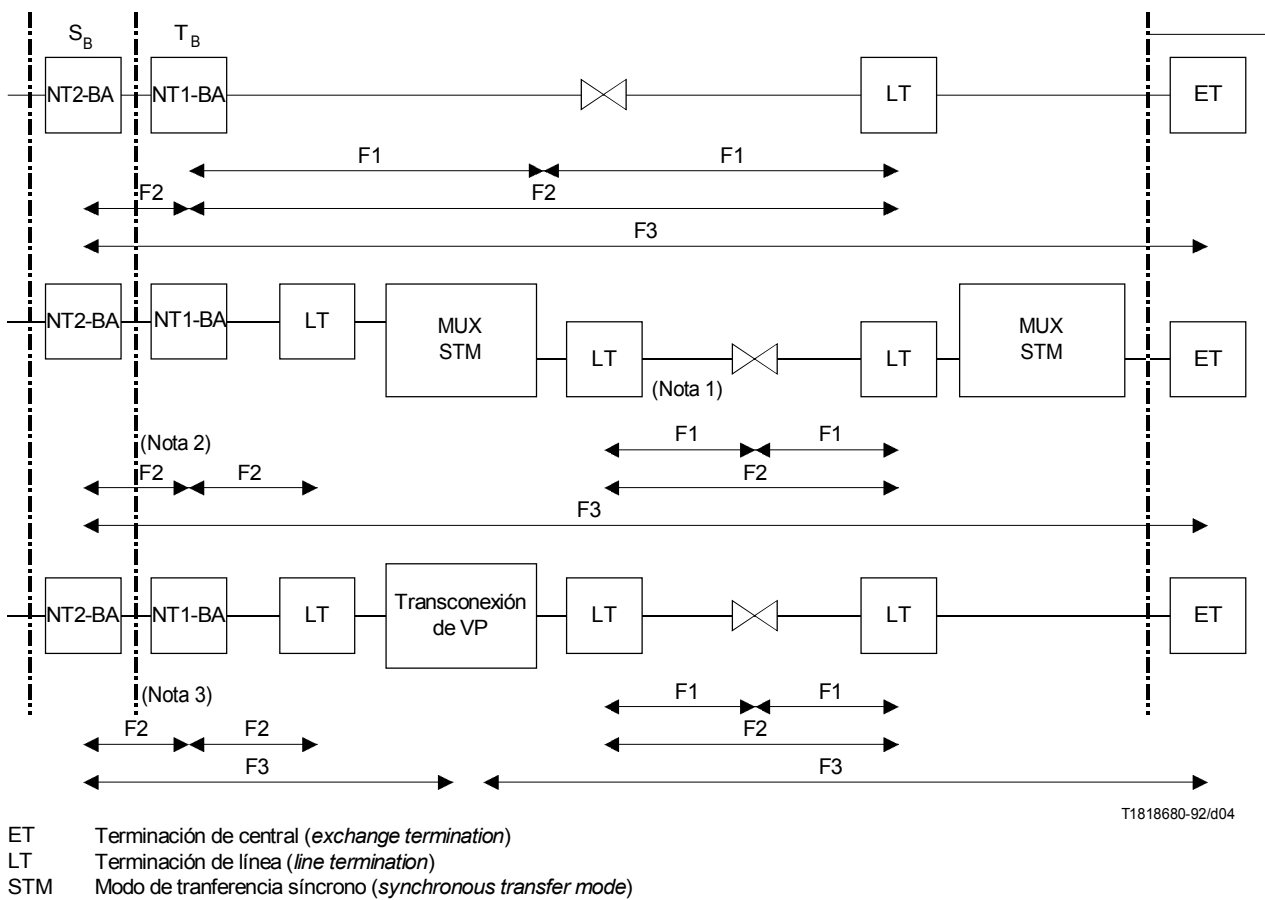 S_B T_B
NT2-BA NT1-BA LT ET
F1 F1
F2 F2
F3
NT2-BA NT1-BA LT MUX STM LT (Nota 1) LT MUX STM ET
(Nota 2)
F1 F1
F2 F2 F2
F3
NT2-BA NT1-BA LT Transconexión de VP LT LT ET
(Nota 3)
F1 F1
F2 F2 F2
F3 F3
T1818680-92/d04
ET Terminación de central (exchange termination)
LT Terminación de línea (line termination)
STM Modo de tranferencia síncrono (synchronous transfer mode)